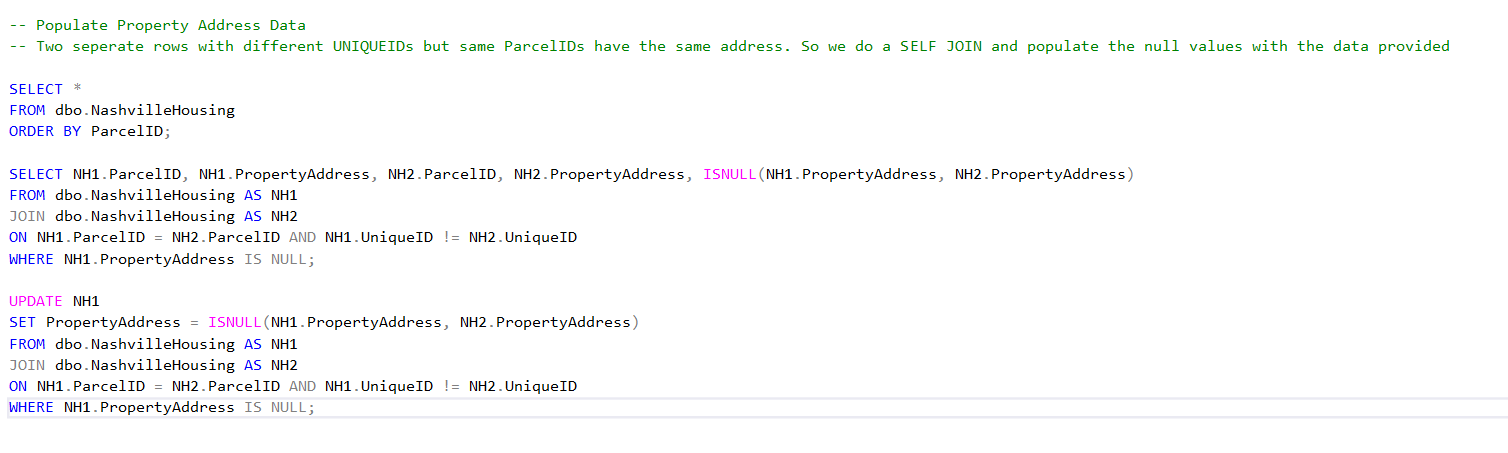 -- Populate Property Address Data
-- Two seperate rows with different UNIQUEIDs but same ParcelIDs have the same address. So we do a SELF JOIN and populate the null values with the data provided
SELECT *
FROM dbo.NashvilleHousing
ORDER BY ParcelID;
SELECT NH1.ParcelID, NH1.PropertyAddress, NH2.ParcelID, NH2.PropertyAddress, ISNULL(NH1.PropertyAddress, NH2.PropertyAddress)
FROM dbo.NashvilleHousing AS NH1
JOIN dbo.NashvilleHousing AS NH2
ON NH1.ParcelID = NH2.ParcelID AND NH1.UniqueID != NH2.UniqueID
WHERE NH1.PropertyAddress IS NULL;
UPDATE NH1
SET PropertyAddress = ISNULL(NH1.PropertyAddress, NH2.PropertyAddress)
FROM dbo.NashvilleHousing AS NH1
JOIN dbo.NashvilleHousing AS NH2
ON NH1.ParcelID = NH2.ParcelID AND NH1.UniqueID != NH2.UniqueID
WHERE NH1.PropertyAddress IS NULL;